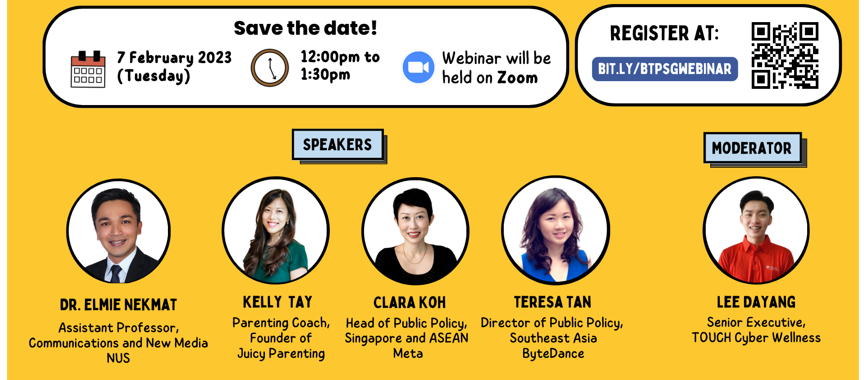 Save the date!
7 February 2023
(Tuesday)
12:00pm to
1:30pm
Webinar will be
held on Zoom
REGISTER AT:
BIT.LY/BTPSGWEBINAR
SPEAKERS
MODERATOR
DR. ELMIE NEKMAT
Assistant Professor,
Communications and New Media
NUS
KELLY TAY
Parenting Coach,
Founder of
Juicy Parenting
CLARA KOH
Head of Public Policy,
Singapore and ASEAN
Meta
TERESA TAN
Director of Public Policy,
Southeast Asia
ByteDance
LEE DAYANG
Senior Executive,
TOUCH Cyber Wellness